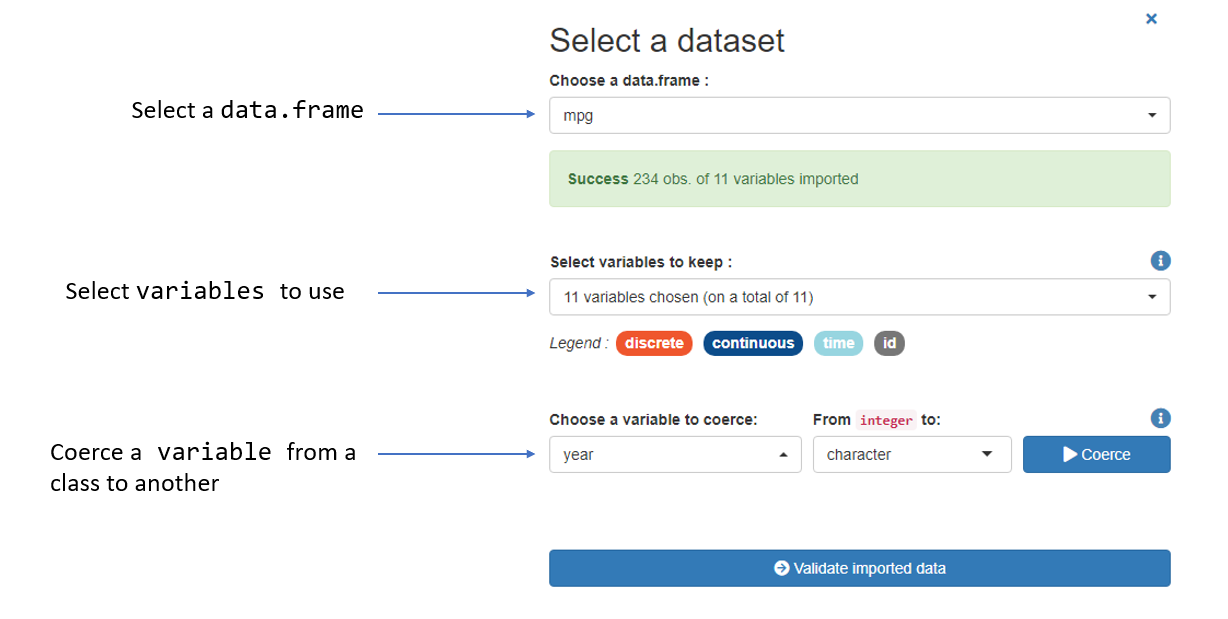 ×
Select a dataset
Choose a data.frame :
Select a data.frame
mpg
Success 234 obs. of 11 variables imported
Select variables to keep :
Select variables to use
11 variables chosen (on a total of 11)
Legend : discrete continuous time id
Choose a variable to coerce: From integer to:
Coerce a variable from a
class to another
year character Coerce
Validate imported data